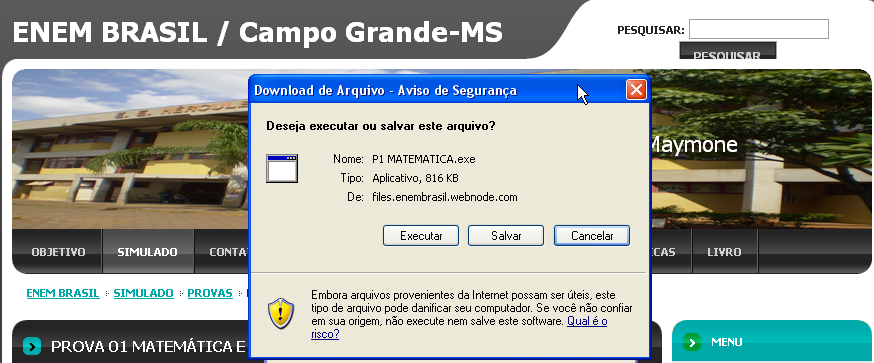 ENEM BRASIL / Campo Grande-MS
PESQUISAR:
PESQUISAR
Maymone
Download de Arquivo - Aviso de Segurança
Deseja executar ou salvar este arquivo?
Nome: P1 MATEMATICA.exe
Tipo: Aplicativo, 816 KB
De: files.enembrasil.webnode.com
Executar Salvar Cancelar
Embora arquivos provenientes da Internet possam ser úteis, este
tipo de arquivo pode danificar seu computador. Se você não confiar
em sua origem, não execute nem salve este software. Qual é o
risco?
OBJETIVO SIMULADO CONTA CAS LIVRO
ENEM BRASIL SIMULADO PROVAS
PROVA 01 MATEMÁTICA E
MENU